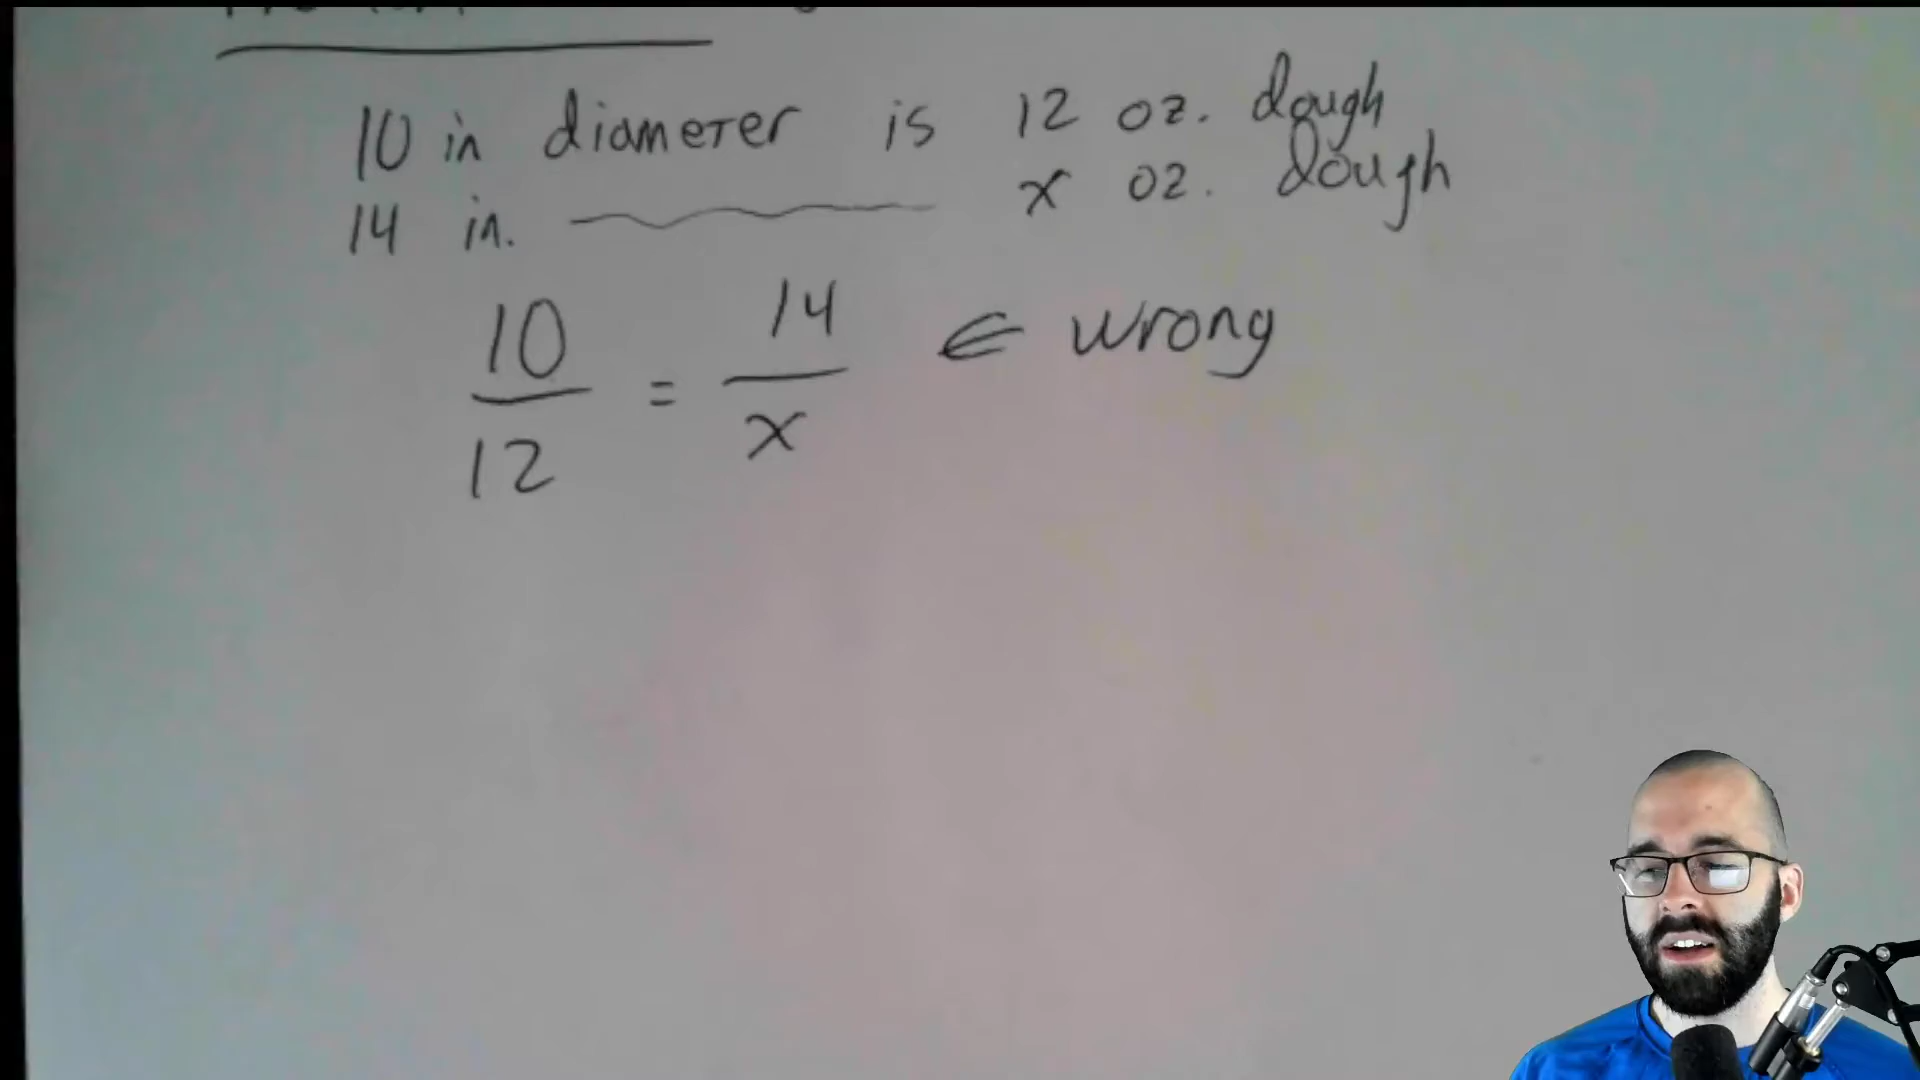 10 in diameter is 12 oz. dough
14 in. x oz. dough
10/12 = 14/x ⋲ wrong